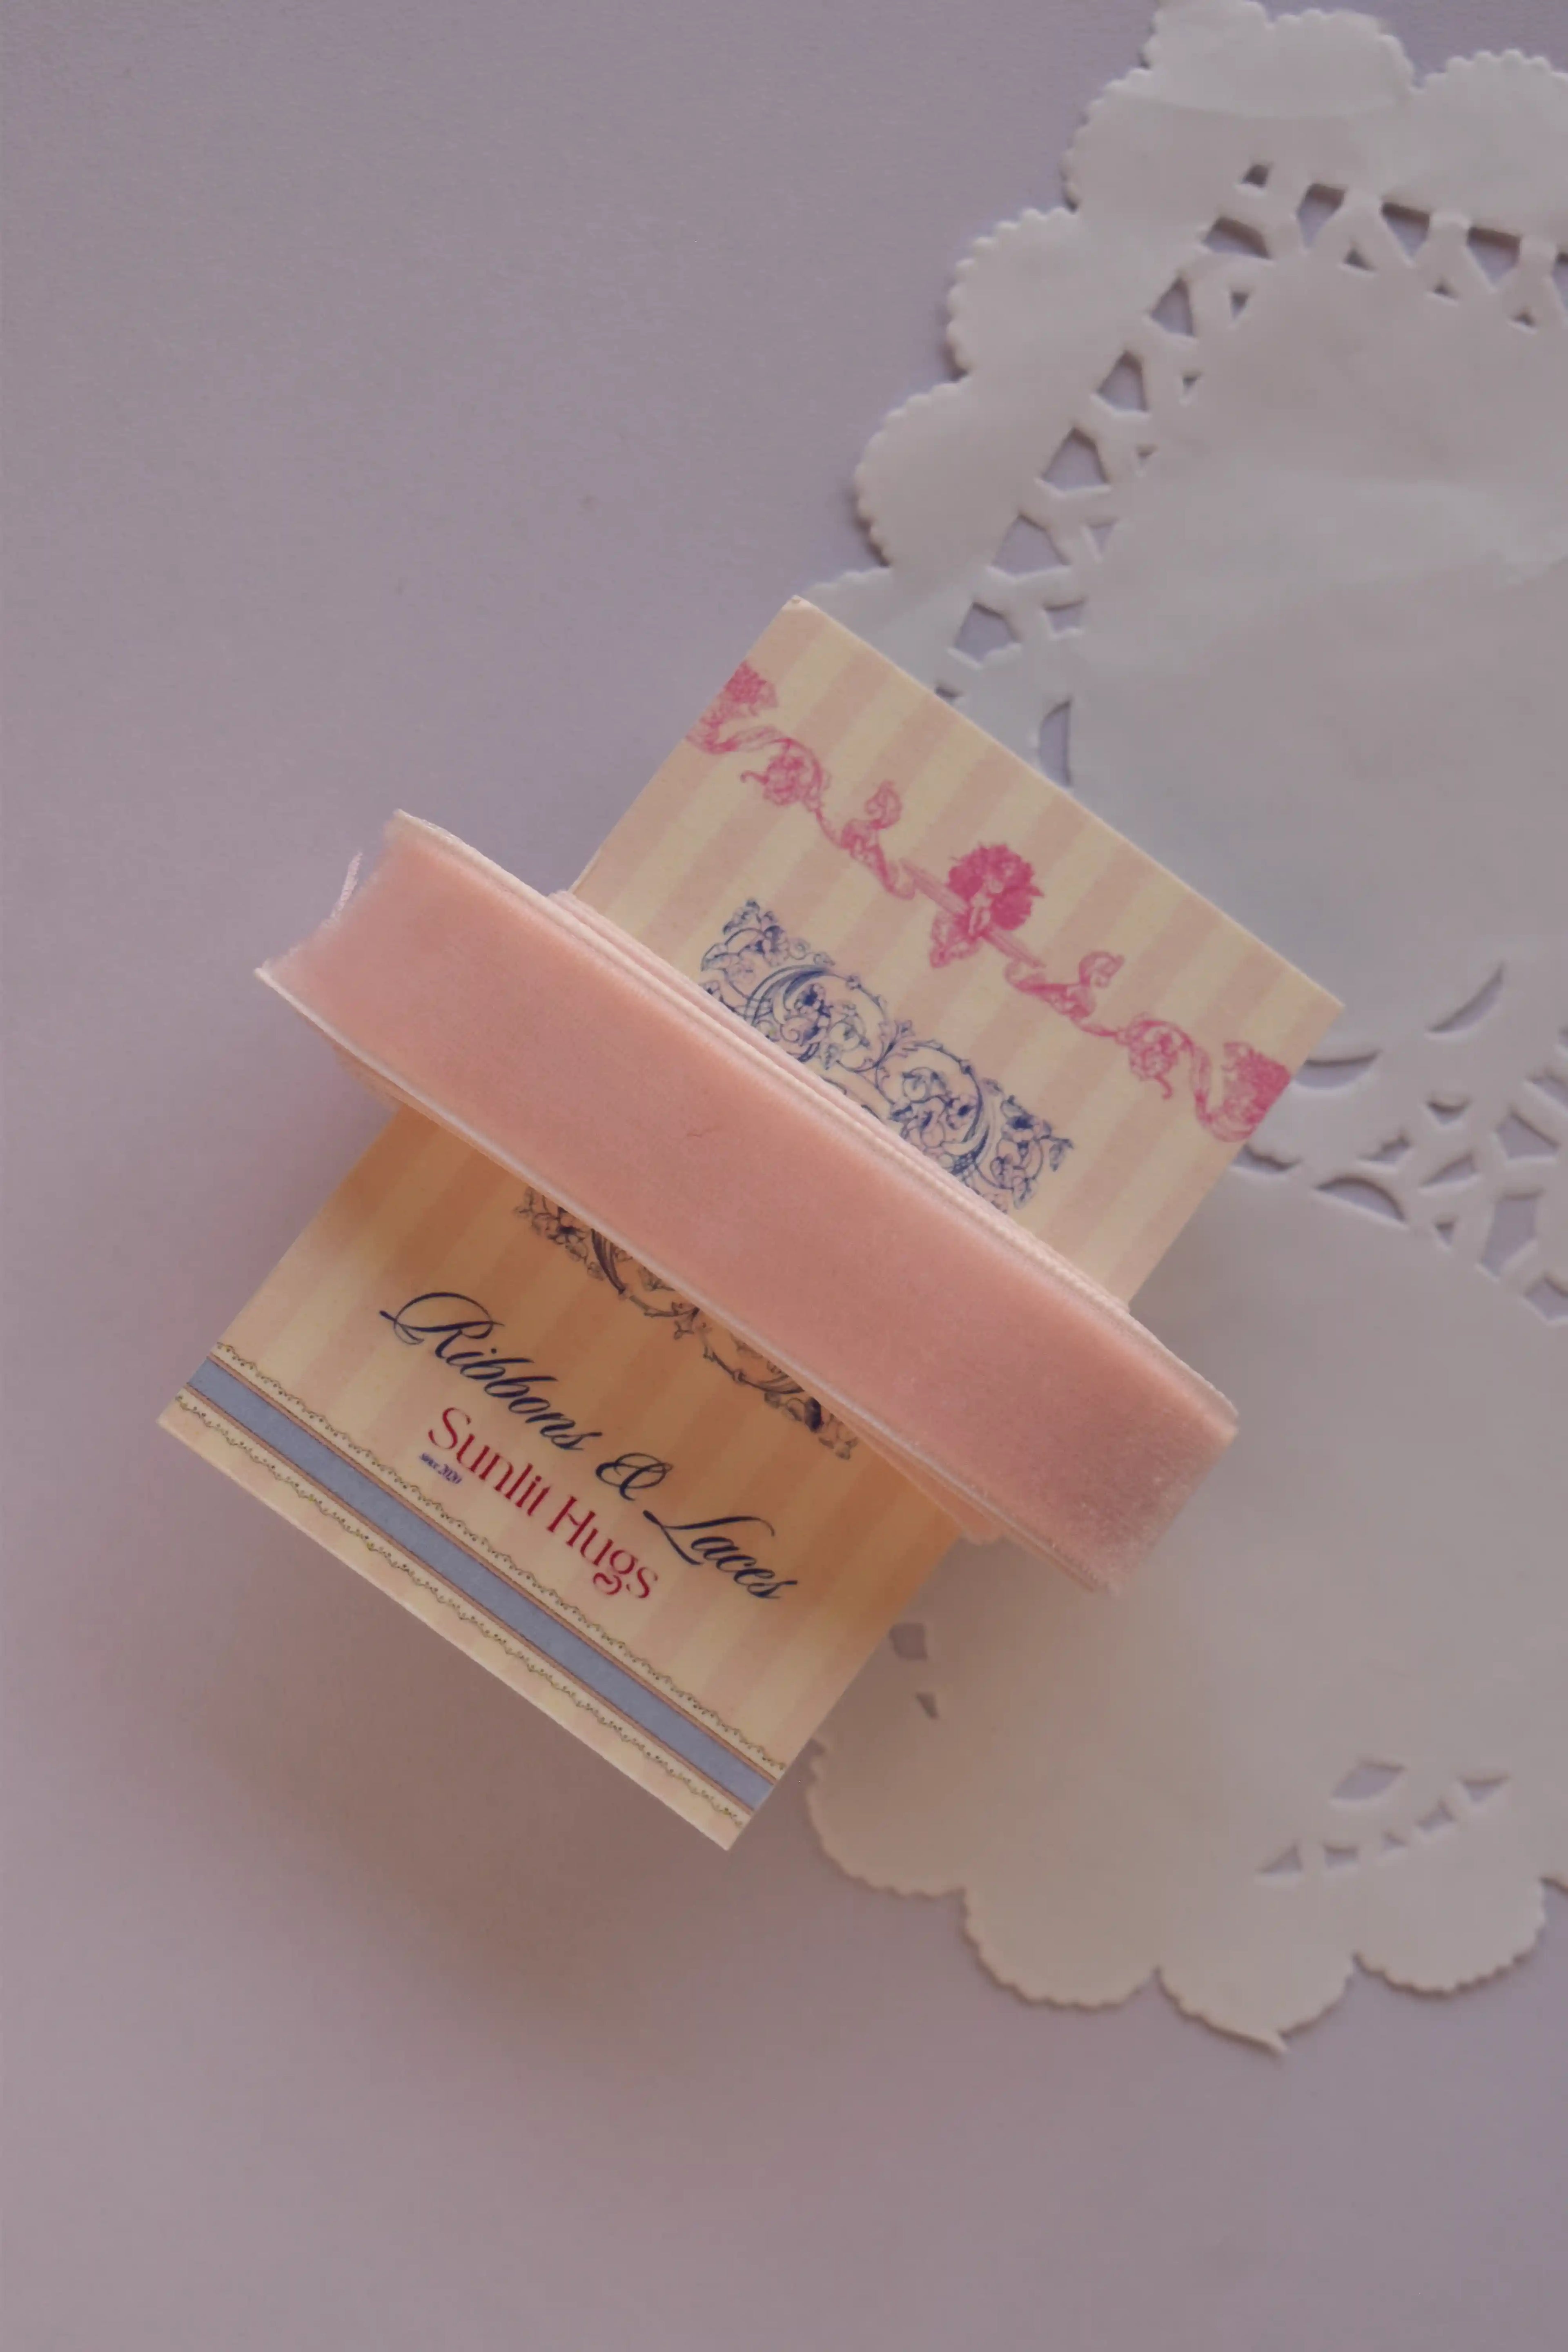 Ribbons & Laces
Sunlit Hugs
since 2020